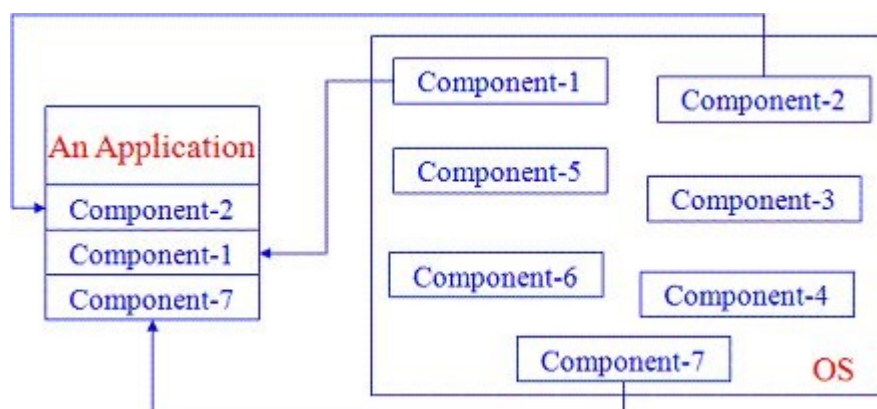 An Application
Component-2
Component-1
Component-7
Component-1
Component-2
Component-5
Component-3
Component-6
Component-4
Component-7
OS